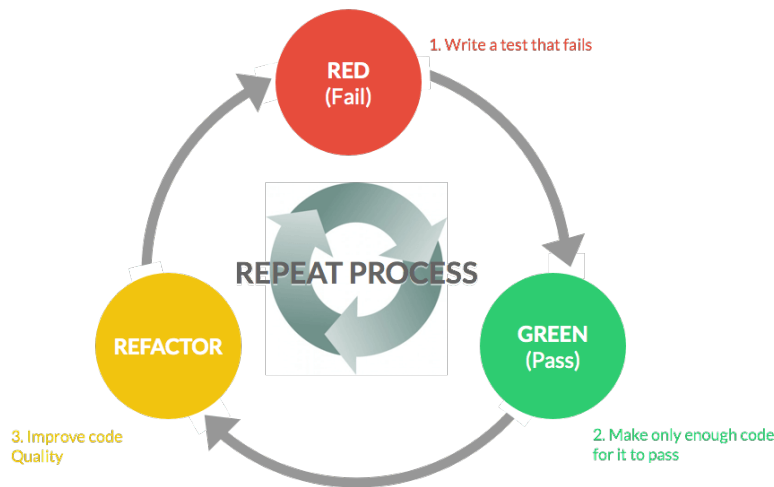 1. Write a test that fails
RED
(Fail)
REPEAT PROCESS
GREEN
(Pass)
2. Make only enough code
for it to pass
REFACTOR
3. Improve code
Quality